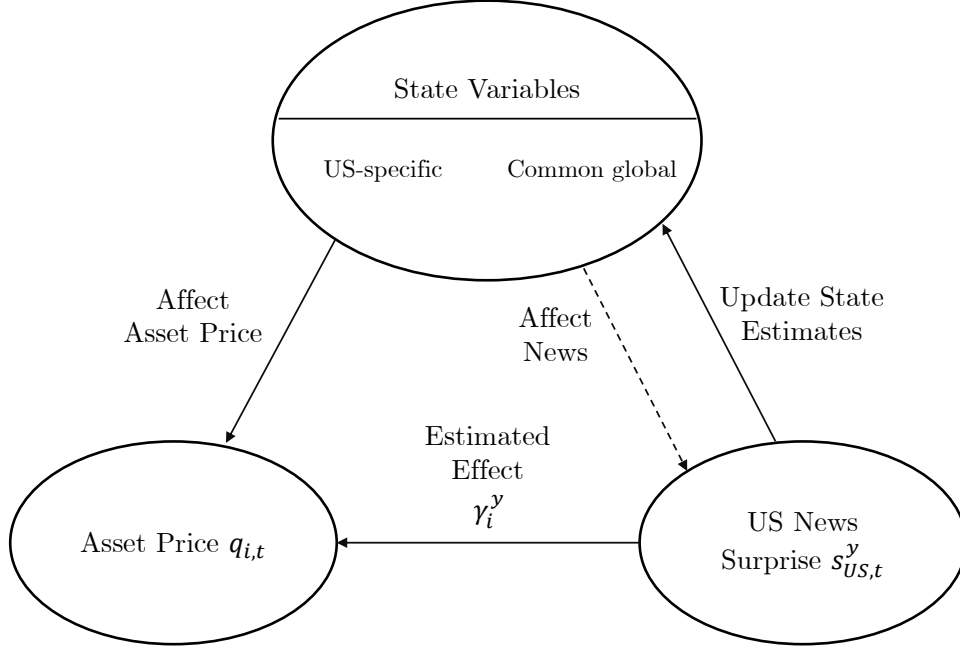 State Variables
US-specific
Common global
Affect
Asset Price
Affect
News
Update State
Estimates
Estimated
Effect
γ_i^y
Asset Price q_{i,t}
US News
Surprise s_{US,t}^y